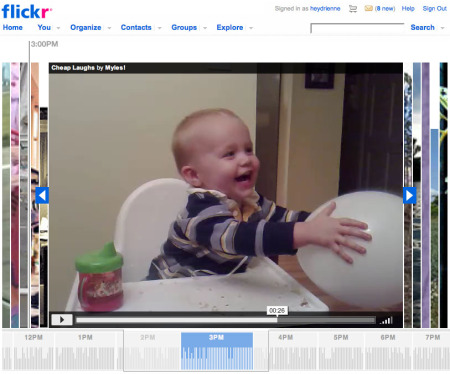 flickr
Signed in as heydrienne (8 new) Help Sign Out
Home You Organize Contacts Groups Explore Search
3:00PM
Cheap Laughs by Myles!
00:26
12PM 1PM 2PM 3PM 4PM 5PM 6PM 7PM